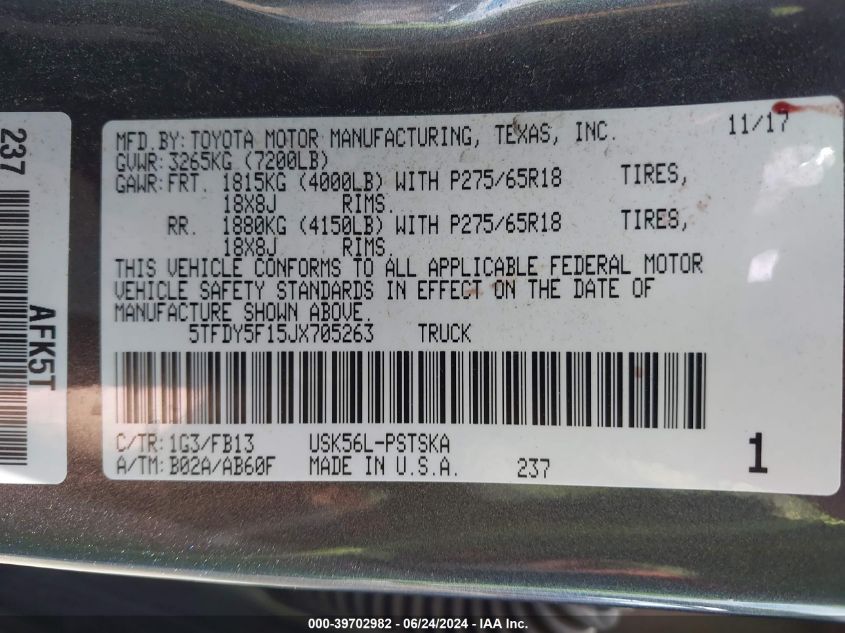 237
AFK5T
MFD.BY: TOYOTA MOTOR MANUFACTURING, TEXAS, INC. 11/17
GVWR: 3265KG (7200LB)
GAWR: FRT. 1815KG (4000LB) WITH P275/65R18 TIRES,
18X8J RIMS.
RR. 1880KG (4150LB) WITH P275/65R18 TIRES,
18X8J RIMS.
THIS VEHICLE CONFORMS TO ALL APPLICABLE FEDERAL MOTOR
VEHICLE SAFETY STANDARDS IN EFFECT ON THE DATE OF
MANUFACTURE SHOWN ABOVE.
5TFDY5F15JX705263 TRUCK
C/TR: 1G3/FB13 USK56L-PSTSKA
A/TM: B02A/AB60F MADE IN U.S.A. 237 1
000-39702982 - 06/24/2024 - IAA Inc.